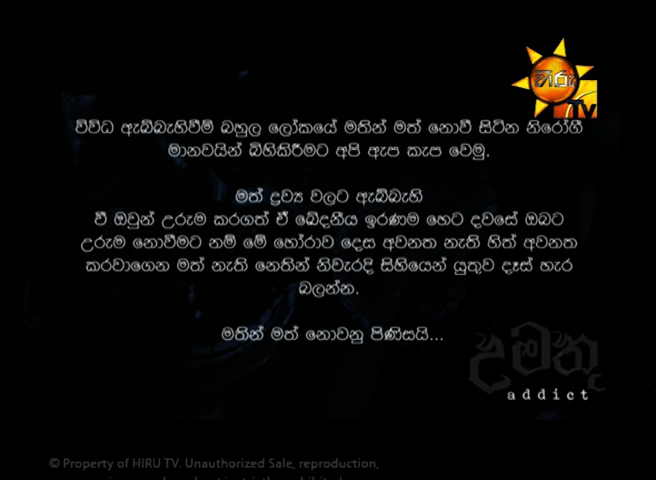 හිරු
TV
විවිධ ඇබ්බැහිවීම් බහුල ලෝකයේ මතින් මත් නොවී සිටින නිරෝගී
මානවයින් බිහිකිරීමට අපි ඇප කැප වෙමු.
මත් ද්‍රව්‍ය වලට ඇබ්බැහි
වී ඔවුන් උරුම කරගත් ඒ ඛේදනීය ඉරණම හෙට දවසේ ඔබට
උරුම නොවීමට නම් මේ හෝරාව දෙස අවනත නැති හිත් අවනත
කරවාගෙන මත් නැති නෙතින් නිවැරදි සිහියෙන් යුතුව දෑස් හැර
බලන්න.
මතින් මත් නොවනු පිණිසයි...
උමතු
addict
© Property of HIRU TV. Unauthorized Sale, reproduction,